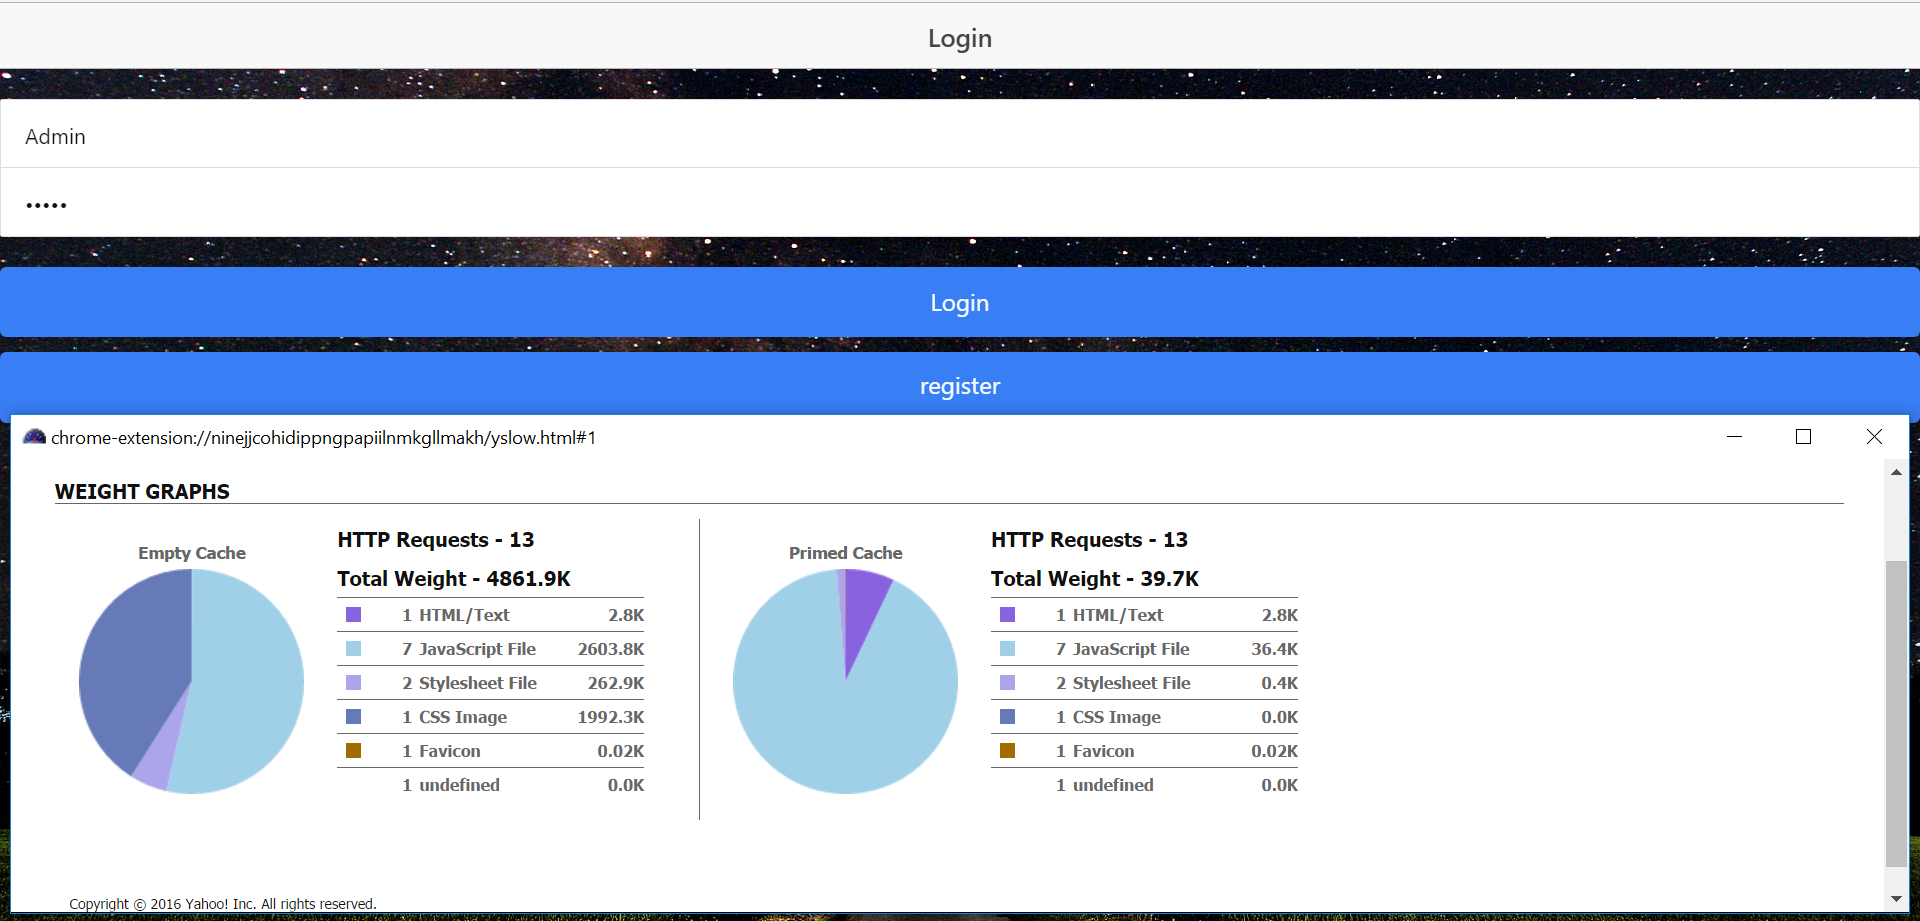 Login
Admin
•••••
Login
register
chrome-extension://ninejjcohidippngpapiilnmkgllmakh/yslow.html#1
WEIGHT GRAPHS
Empty Cache
HTTP Requests - 13
Total Weight - 4861.9K
1 HTML/Text 2.8K
7 JavaScript File 2603.8K
2 Stylesheet File 262.9K
1 CSS Image 1992.3K
1 Favicon 0.02K
1 undefined 0.0K
Primed Cache
HTTP Requests - 13
Total Weight - 39.7K
1 HTML/Text 2.8K
7 JavaScript File 36.4K
2 Stylesheet File 0.4K
1 CSS Image 0.0K
1 Favicon 0.02K
1 undefined 0.0K
Copyright © 2016 Yahoo! Inc. All rights reserved.